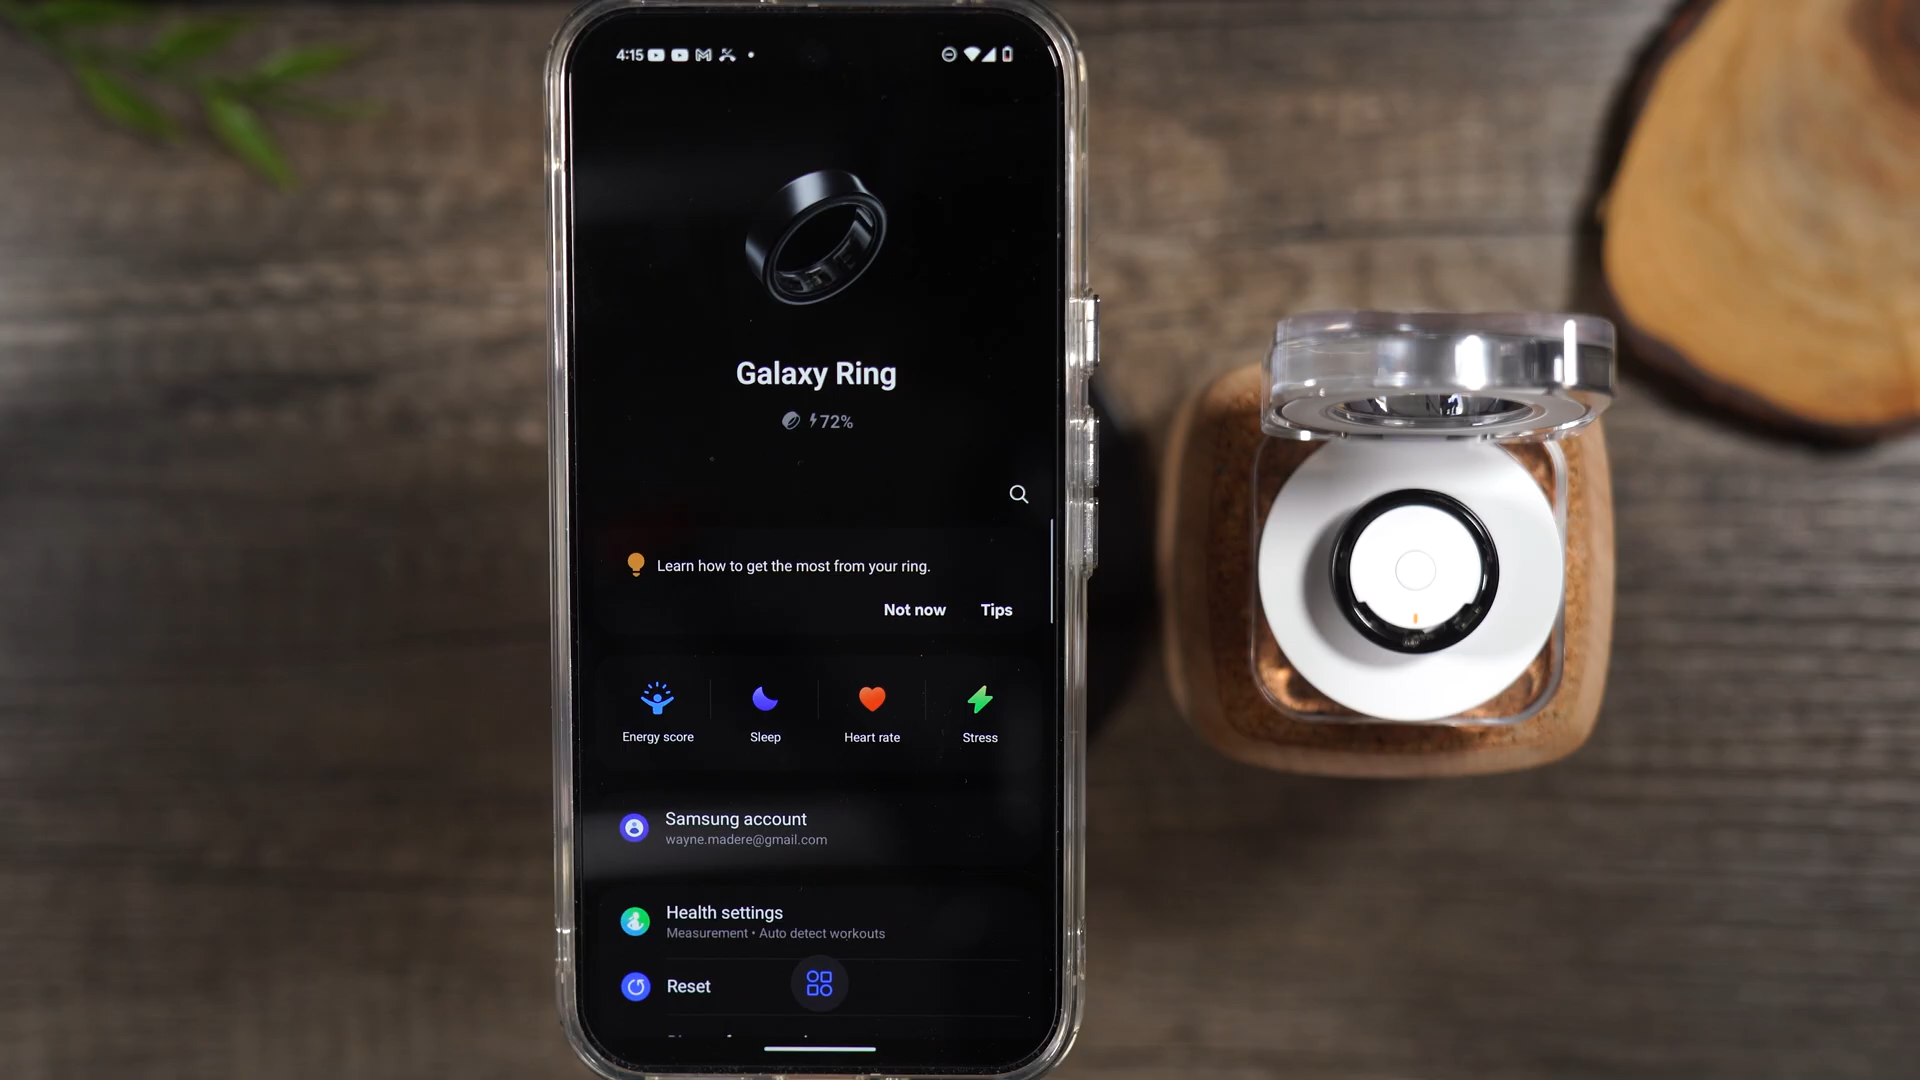 4:15
Galaxy Ring
72%
Learn how to get the most from your ring.
Not now Tips
Energy score Sleep Heart rate Stress
Samsung account
wayne.madere@gmail.com
Health settings
Measurement • Auto detect workouts
Reset